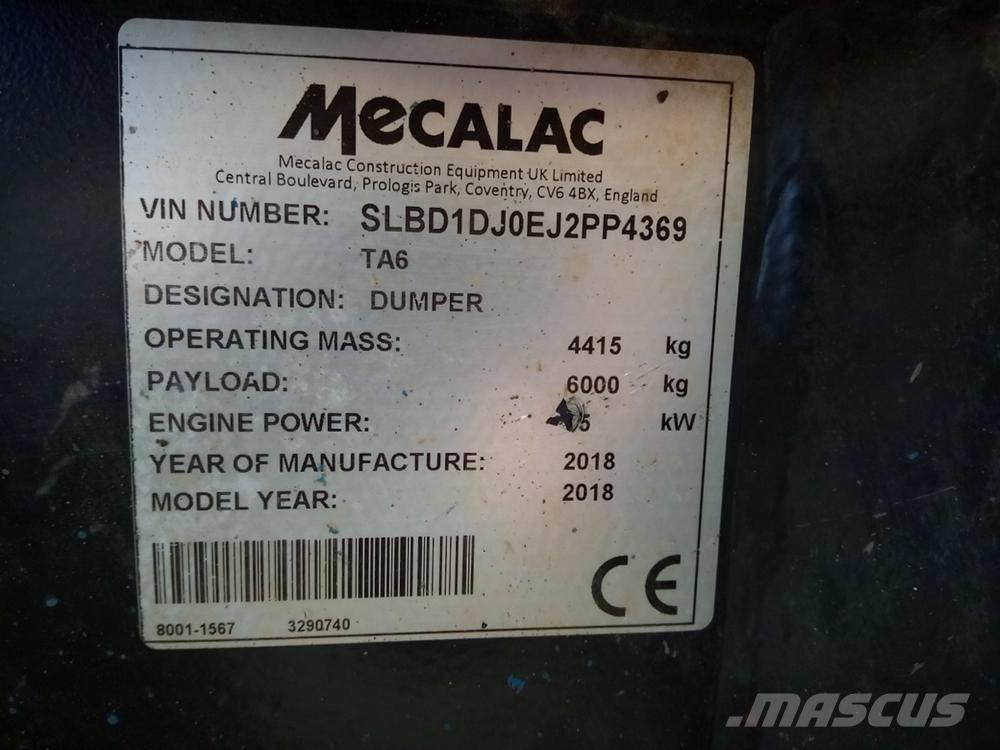 MECALAC
Mecalac Construction Equipment UK Limited
Central Boulevard, Prologis Park, Coventry, CV6 4BX, England
VIN NUMBER: SLBD1DJ0EJ2PP4369
MODEL: TA6
DESIGNATION: DUMPER
OPERATING MASS: 4415 kg
PAYLOAD: 6000 kg
ENGINE POWER: kW
YEAR OF MANUFACTURE: 2018
MODEL YEAR: 2018
CE
8001-1567 3290740
.MASCUS